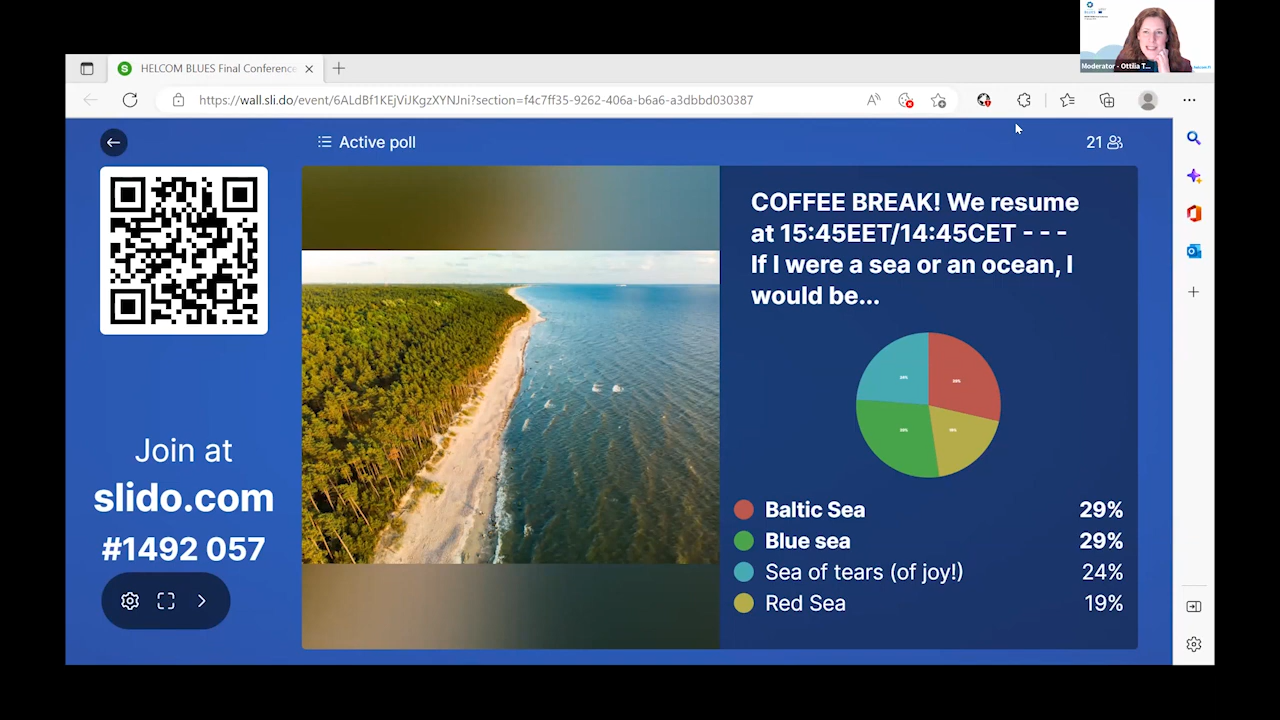 HELCOM BLUES Final Conference
https://wall.sli.do/event/6ALdBf1KEjViJKgzXYNJni?section=f4c7ff35-9262-406a-b6a6-a3dbbd030387
Moderator - Ottilia T...
Active poll
21
COFFEE BREAK! We resume
at 15:45EET/14:45CET - - -
If I were a sea or an ocean, I
would be...
Join at
slido.com
#1492 057
Baltic Sea 29%
Blue sea 29%
Sea of tears (of joy!) 24%
Red Sea 19%